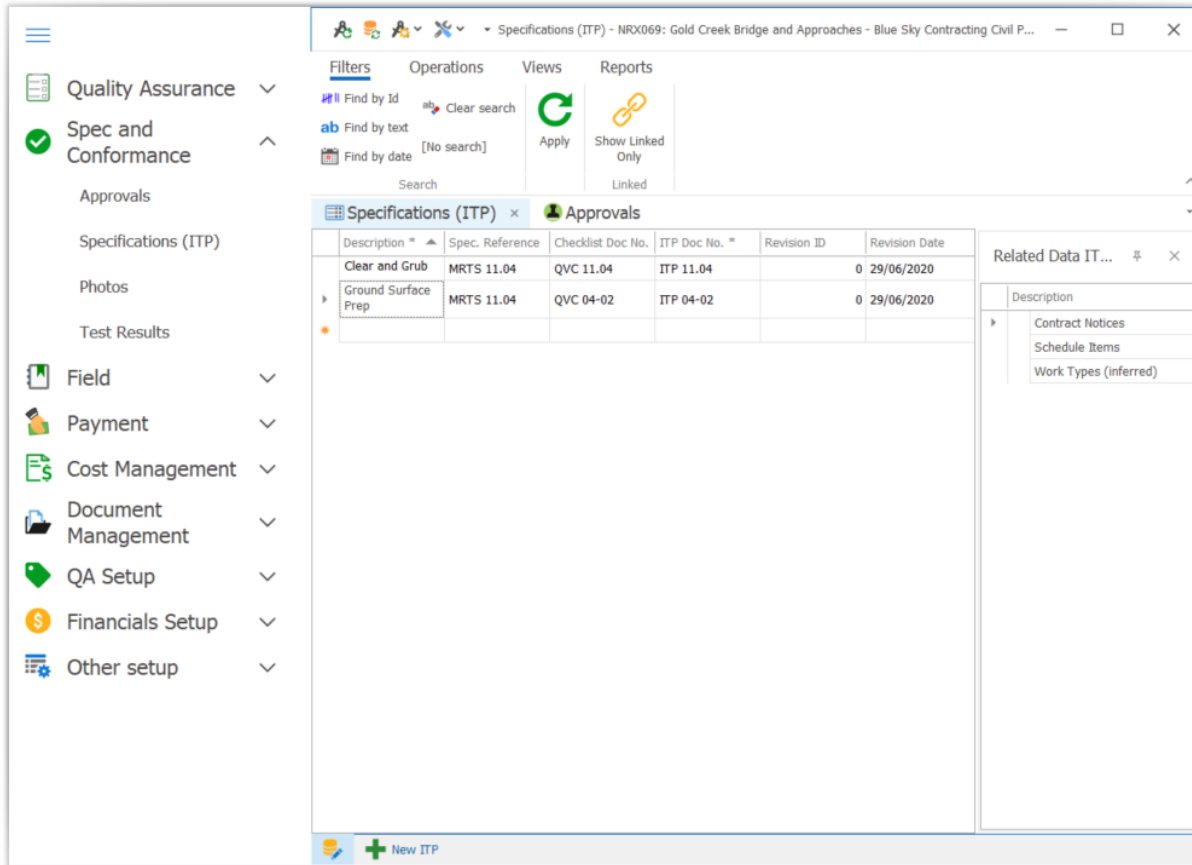 Specifications (ITP) - NRX069: Gold Creek Bridge and Approaches - Blue Sky Contracting Civil P...
Quality Assurance
Spec and
Conformance
Approvals
Specifications (ITP)
Photos
Test Results
Field
Payment
Cost Management
Document
Management
QA Setup
Financials Setup
Other setup
Filters Operations Views Reports
Find by Id
ab Find by text
Find by date
ab Clear search
[No search]
Search
Apply
Show Linked
Only
Linked
Specifications (ITP) × Approvals
Description * Spec. Reference Checklist Doc No. ITP Doc No. * Revision ID Revision Date
Clear and Grub MRTS 11.04 QVC 11.04 ITP 11.04 0 29/06/2020
Ground Surface
Prep MRTS 11.04 QVC 04-02 ITP 04-02 0 29/06/2020
Related Data IT...
Description
Contract Notices
Schedule Items
Work Types (inferred)
New ITP